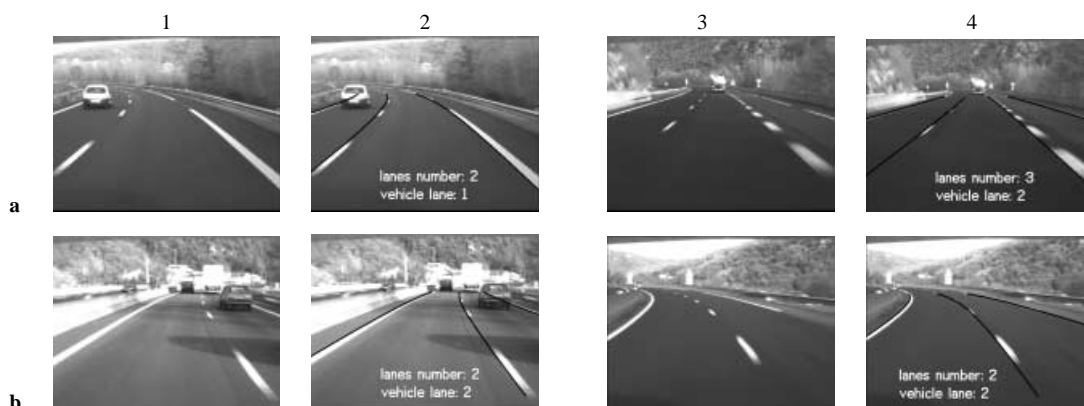 1 2 3 4
lanes number: 2
vehicle lane: 1
lanes number: 3
vehicle lane: 2
a
lanes number: 2
vehicle lane: 2
lanes number: 2
vehicle lane: 2
b